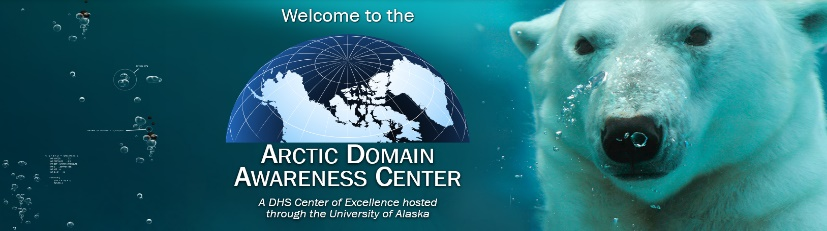 Welcome to the
ARCTIC DOMAIN
AWARENESS CENTER
A DHS Center of Excellence hosted
through the University of Alaska